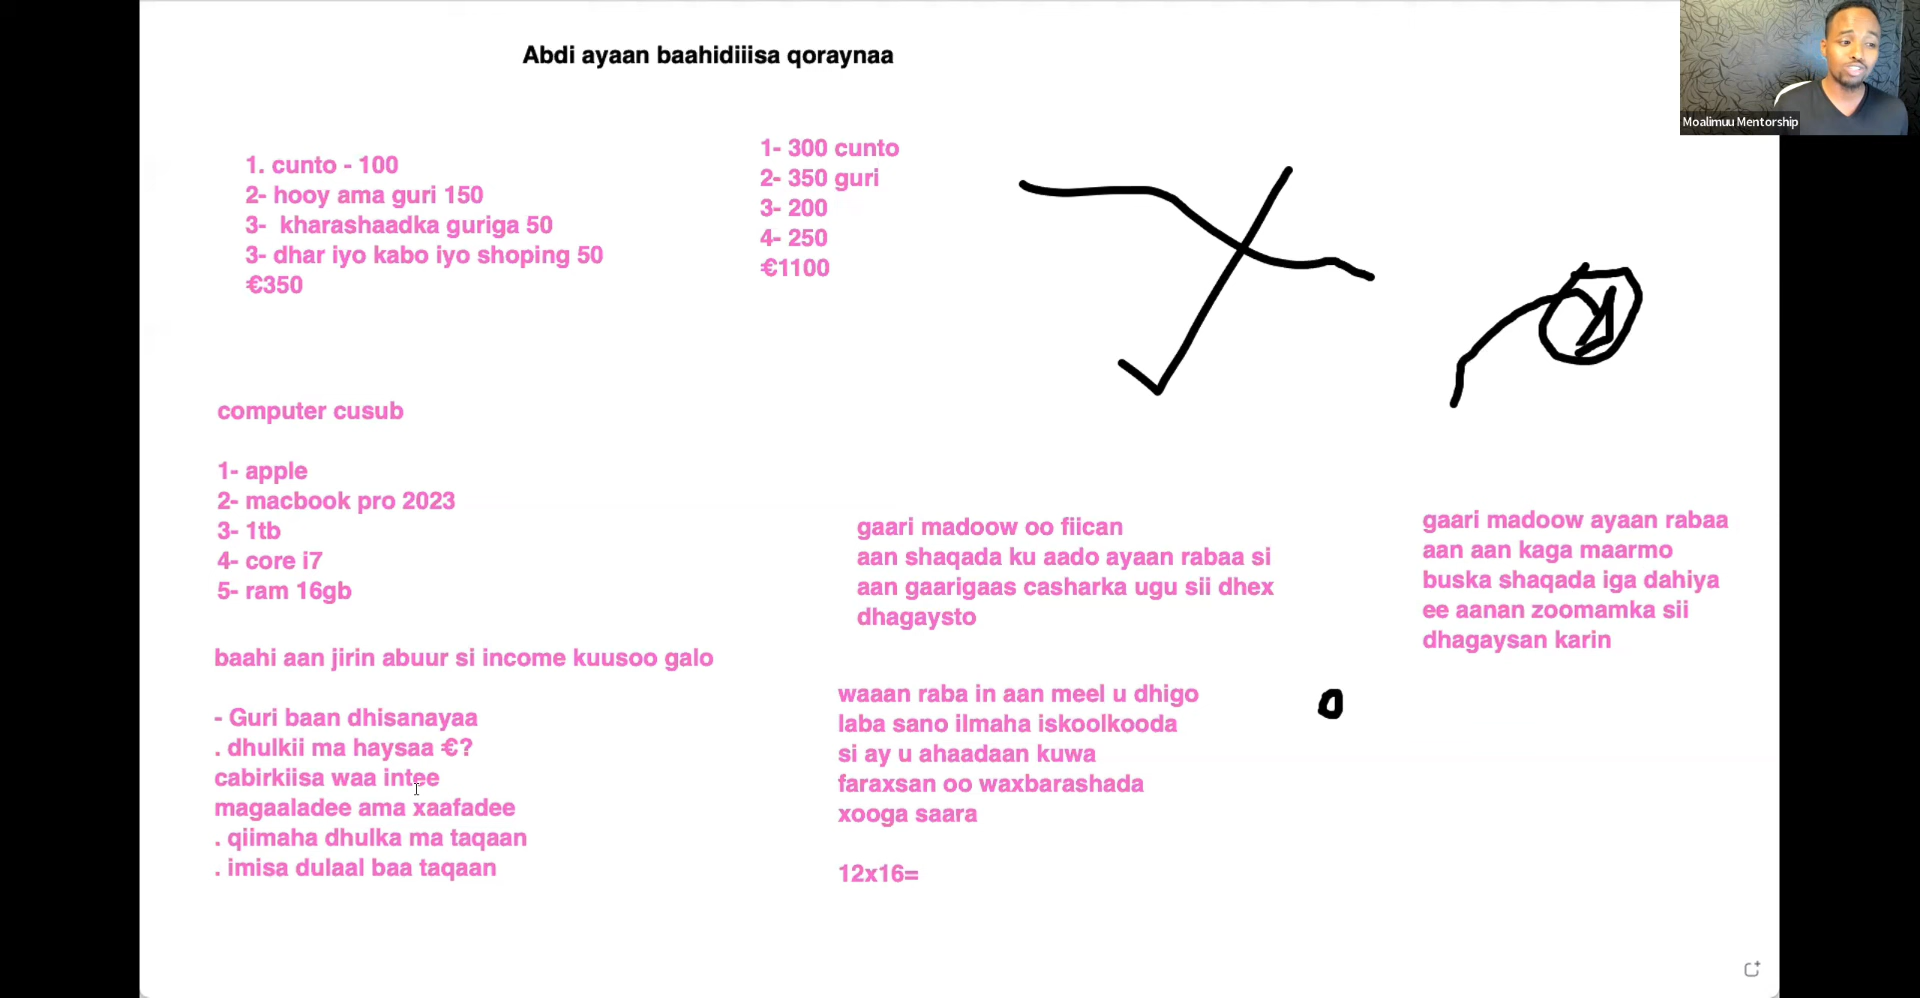 Abdi ayaan baahidiiisa qoraynaa
Moalimuu Mentorship
1. cunto - 100
2- hooy ama guri 150
3- kharashaadka guriga 50
3- dhar iyo kabo iyo shoping 50
€350
1- 300 cunto
2- 350 guri
3- 200
4- 250
€1100
computer cusub
1- apple
2- macbook pro 2023
3- 1tb
4- core i7
5- ram 16gb
gaari madoow oo fiican
aan shaqada ku aado ayaan rabaa si
aan gaarigaas casharka ugu sii dhex
dhagaysto
gaari madoow ayaan rabaa
aan aan kaga maarmo
buska shaqada iga dahiya
ee aanan zoomamka sii
dhagaysan karin
baahi aan jirin abuur si income kuusoo galo
- Guri baan dhisanayaa
. dhulkii ma haysaa €?
cabirkiisa waa intee
magaaladee ama xaafadee
. qiimaha dhulka ma taqaan
. imisa dulaal baa taqaan
waaan raba in aan meel u dhigo
laba sano ilmaha iskoolkooda
si ay u ahaadaan kuwa
faraxsan oo waxbarashada
xooga saara
12x16=